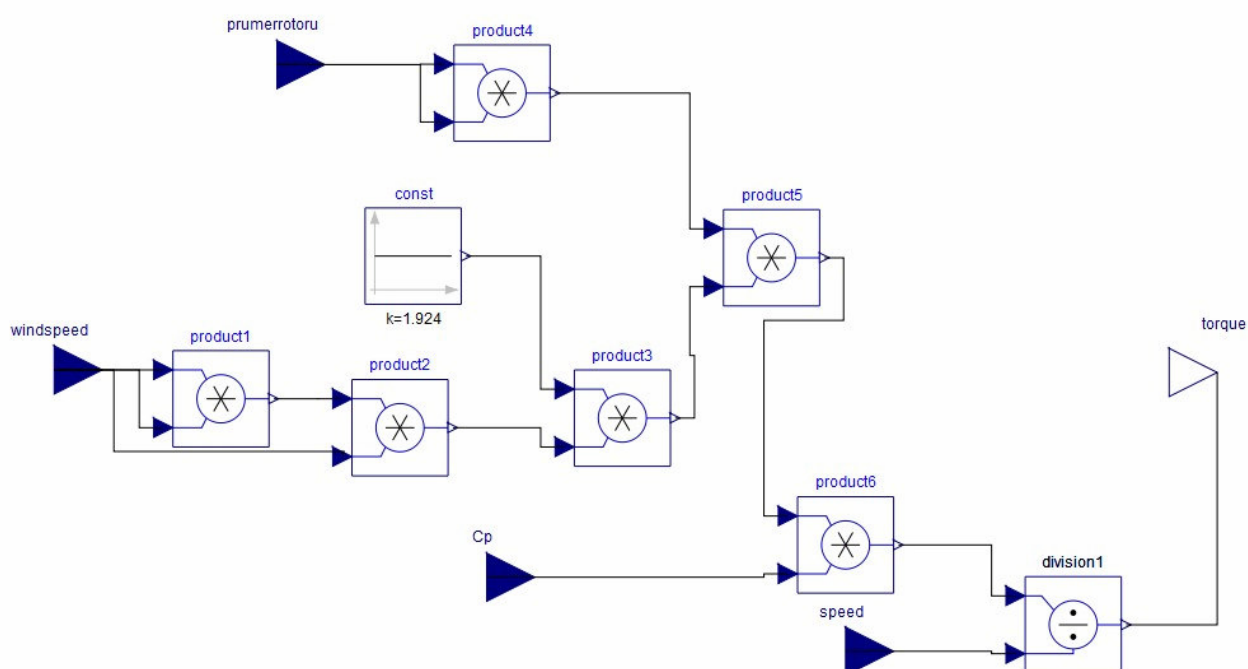 prumerrotoru
product4
const
product5
k=1.924
windspeed
product1
product2
product3
torque
product6
Cp
division1
speed